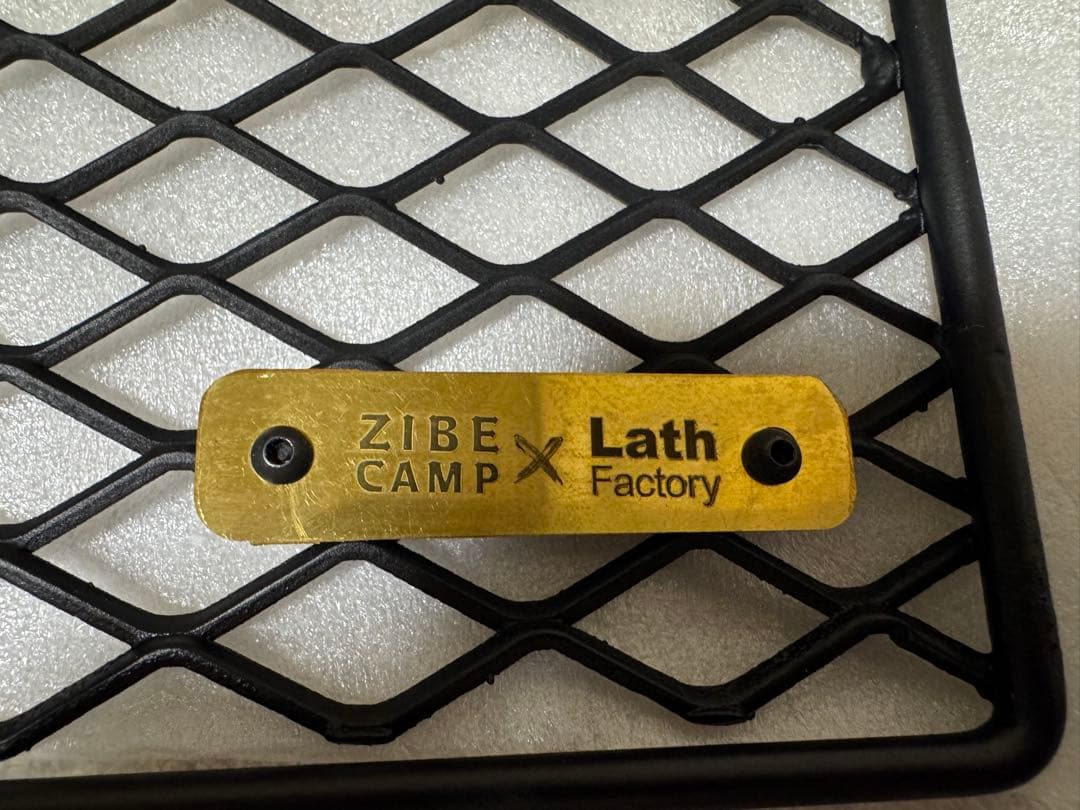 ZIBE
CAMP
X
Lath
Factory